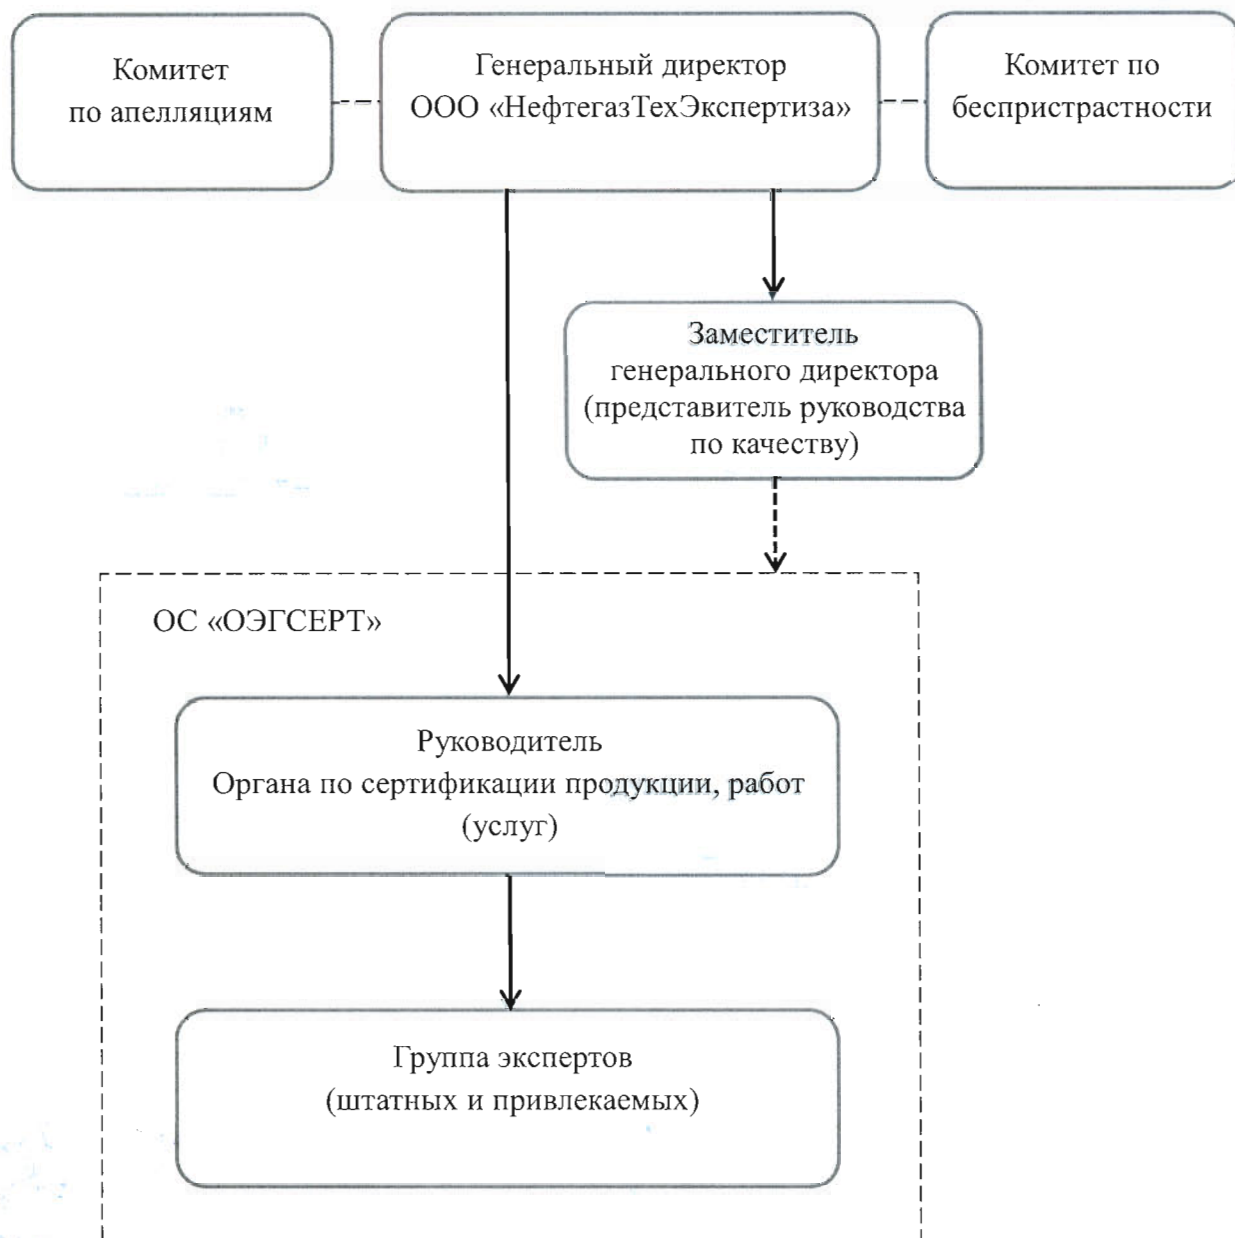 Комитет
по апелляциям
Генеральный директор
ООО «НефтегазТехЭкспертиза»
Комитет по
беспристрастности
Заместитель
генерального директора
(представитель руководства
по качеству)
ОС «ОЭГСЕРТ»
Руководитель
Органа по сертификации продукции, работ
(услуг)
Группа экспертов
(штатных и привлекаемых)